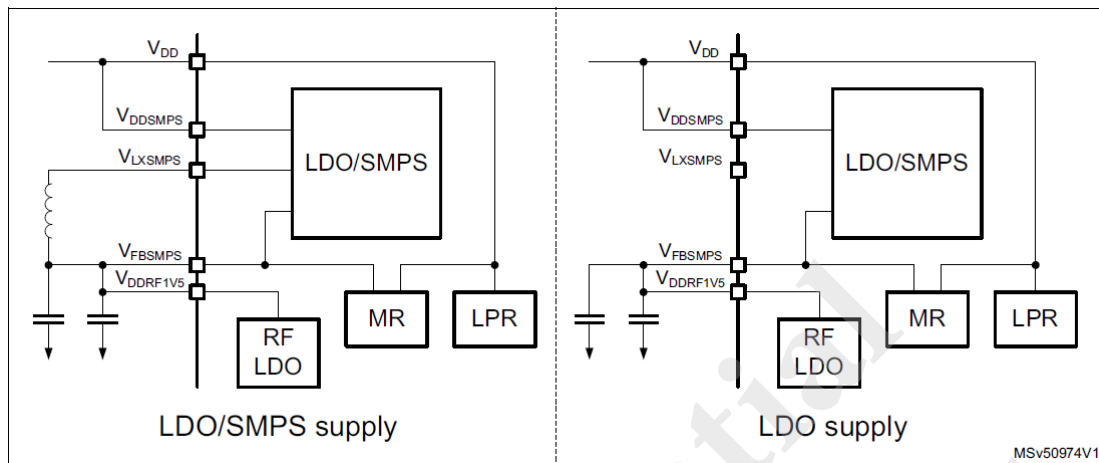 VDD
VDDSMPS
VLXSMPS
LDO/SMPS
VFBSMPS
VDDRF1V5
RF
LDO
MR
LPR
LDO/SMPS supply
VDD
VDDSMPS
VLXSMPS
LDO/SMPS
VFBSMPS
VDDRF1V5
RF
LDO
MR
LPR
LDO supply
MSv50974V1